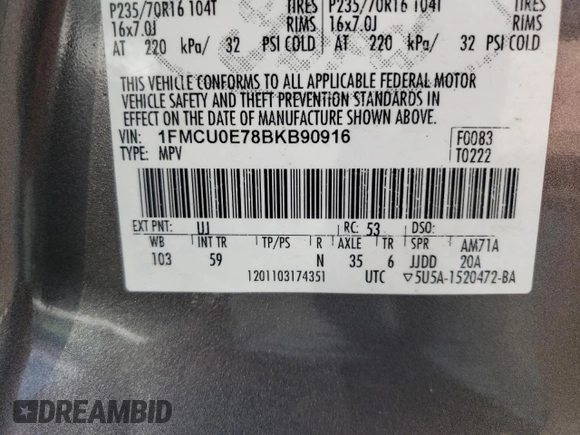 P235/70R16 104T TIRES P235/70R16 104T TIRES
16x7.0J RIMS 16x7.0J RIMS
AT 220 kPa/ 32 PSI COLD AT 220 kPa/ 32 PSI COLD
THIS VEHICLE CONFORMS TO ALL APPLICABLE FEDERAL MOTOR
VEHICLE SAFETY AND THEFT PREVENTION STANDARDS IN
EFFECT ON THE DATE OF MANUFACTURE SHOWN ABOVE.
VIN: 1FMCU0E78BKB90916 F0083
TYPE: MPV T0222
EXT PNT: UJ RC: 53 DSO:
WB INT TR TP/PS R AXLE TR SPR AM71A
103 59 N 35 6 JJDD 20A
1201103174351 UTC ▽5U5A-1520472-BA
DREAMBID